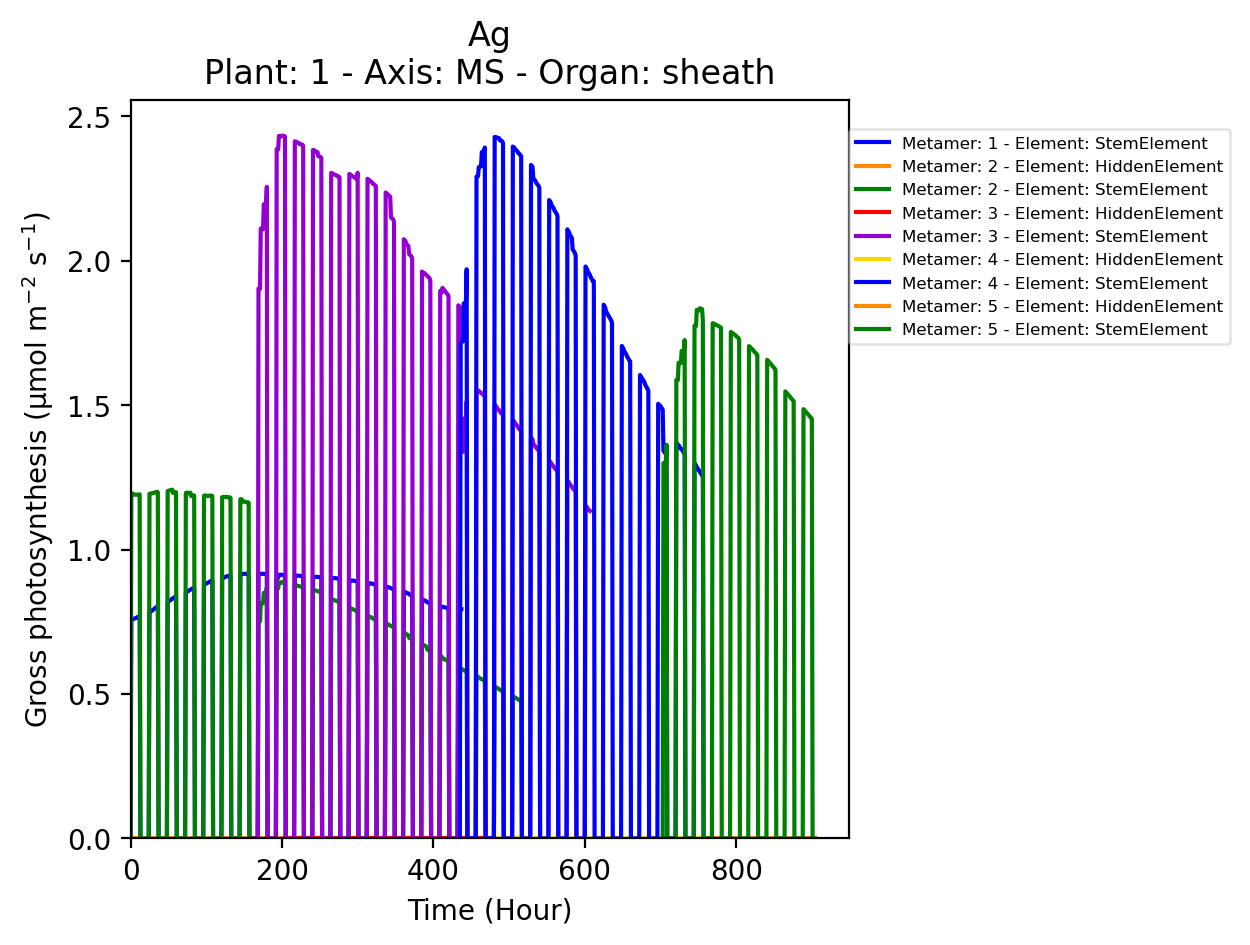 Ag
Plant: 1 - Axis: MS - Organ: sheath
Gross photosynthesis (μmol m⁻² s⁻¹)
2.5
2.0
1.5
1.0
0.5
0.0
0 200 400 600 800
Time (Hour)
Metamer: 1 - Element: StemElement
Metamer: 2 - Element: HiddenElement
Metamer: 2 - Element: StemElement
Metamer: 3 - Element: HiddenElement
Metamer: 3 - Element: StemElement
Metamer: 4 - Element: HiddenElement
Metamer: 4 - Element: StemElement
Metamer: 5 - Element: HiddenElement
Metamer: 5 - Element: StemElement